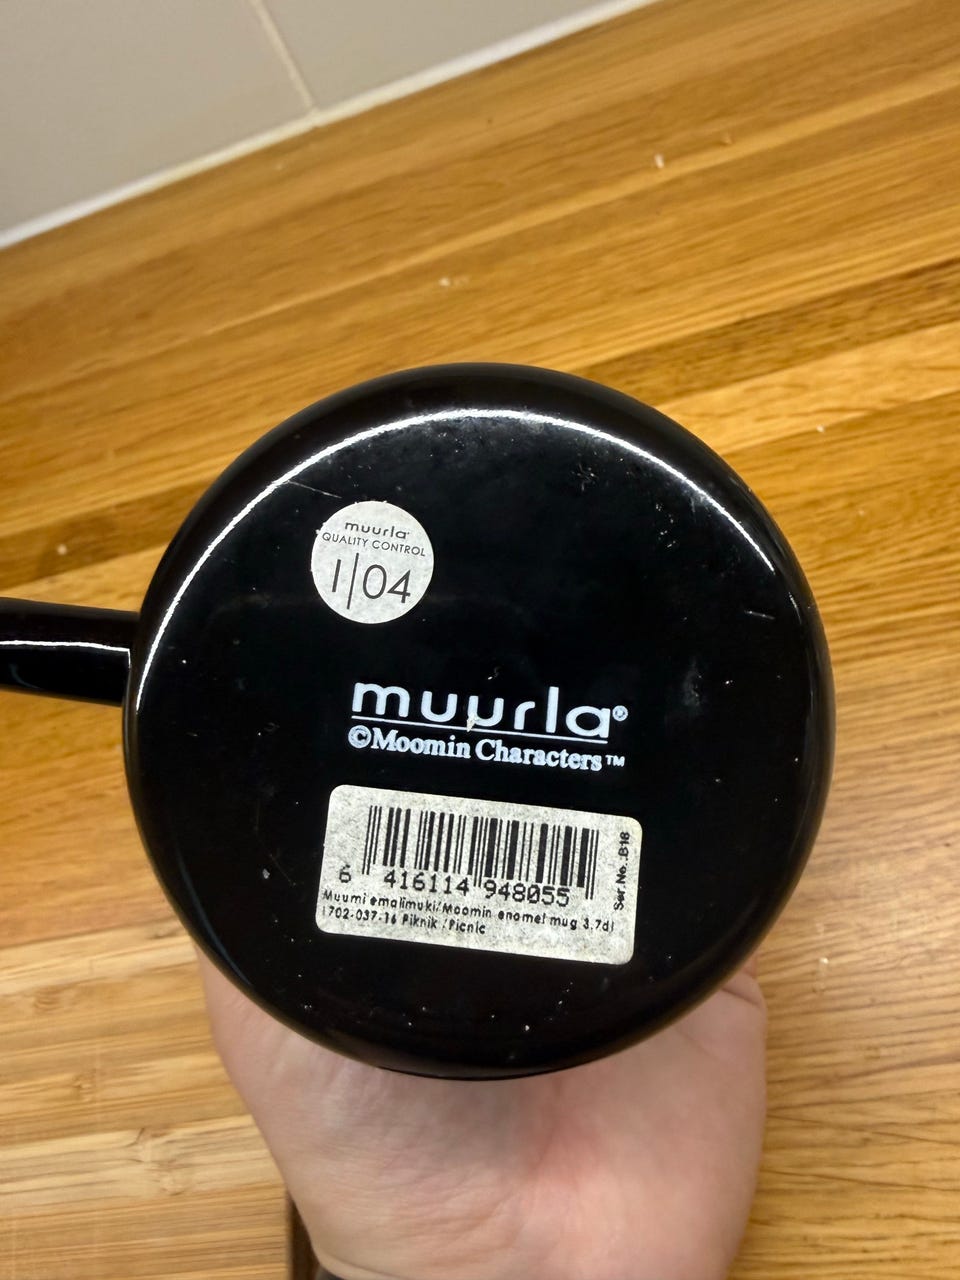 muurla
QUALITY CONTROL
1|04
muurla®
©Moomin Characters™
6 416114 948055
Ser.No.:B18
Muumi emalimuki/Moomin enamel mug 3.7dl
1702-037-16 Piknik /Picnic